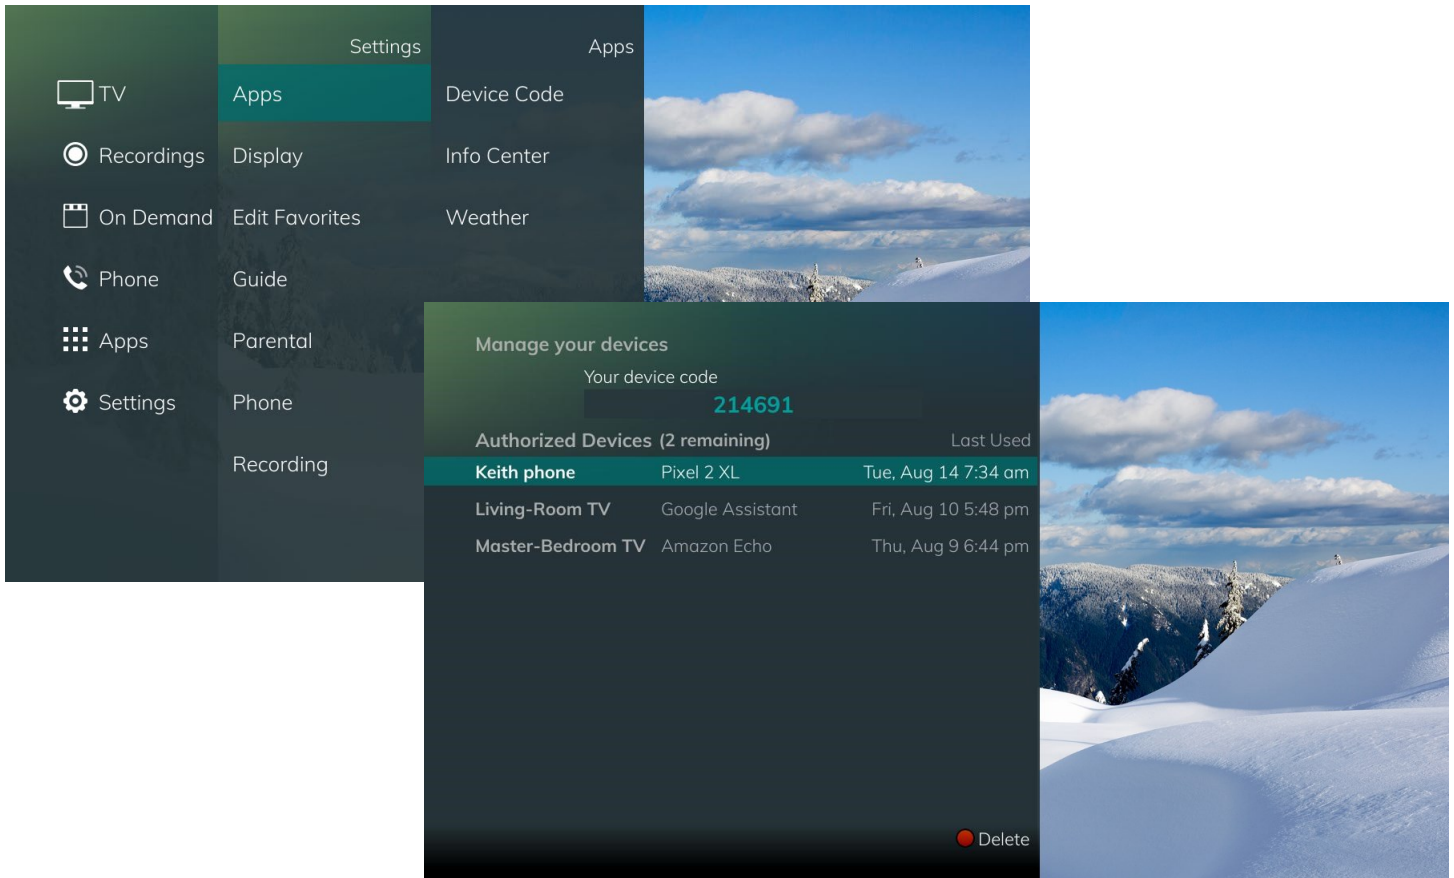 Settings
Apps
TV
Apps
Device Code
Recordings
Display
Info Center
On Demand
Edit Favorites
Weather
Phone
Guide
Apps
Parental
Settings
Phone
Recording
Manage your devices
Your device code
214691
Authorized Devices (2 remaining) Last Used
Keith phone Pixel 2 XL Tue, Aug 14 7:34 am
Living-Room TV Google Assistant Fri, Aug 10 5:48 pm
Master-Bedroom TV Amazon Echo Thu, Aug 9 6:44 pm
Delete